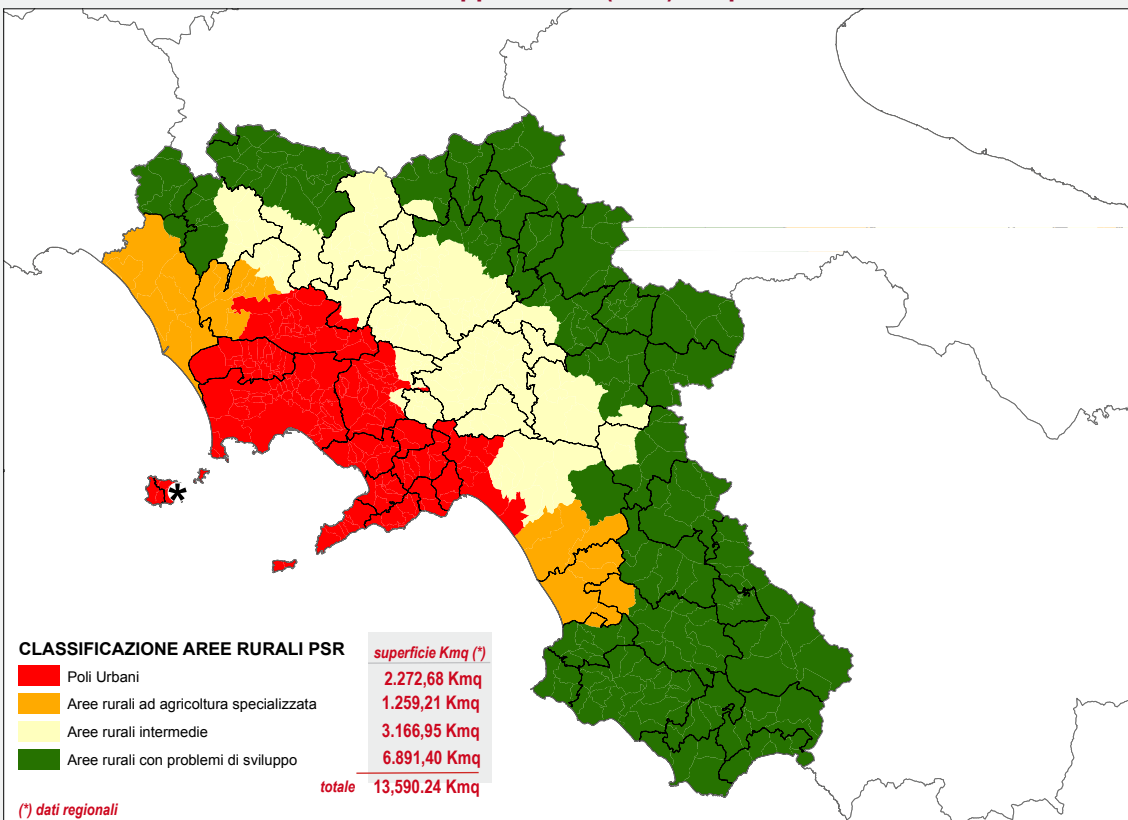 CLASSIFICAZIONE AREE RURALI PSR
superficie Kmq (*)
Poli Urbani
2.272,68 Kmq
Aree rurali ad agricoltura specializzata
1.259,21 Kmq
Aree rurali intermedie
3.166,95 Kmq
Aree rurali con problemi di sviluppo
6.891,40 Kmq
totale 13,590.24 Kmq
(*) dati regionali
*